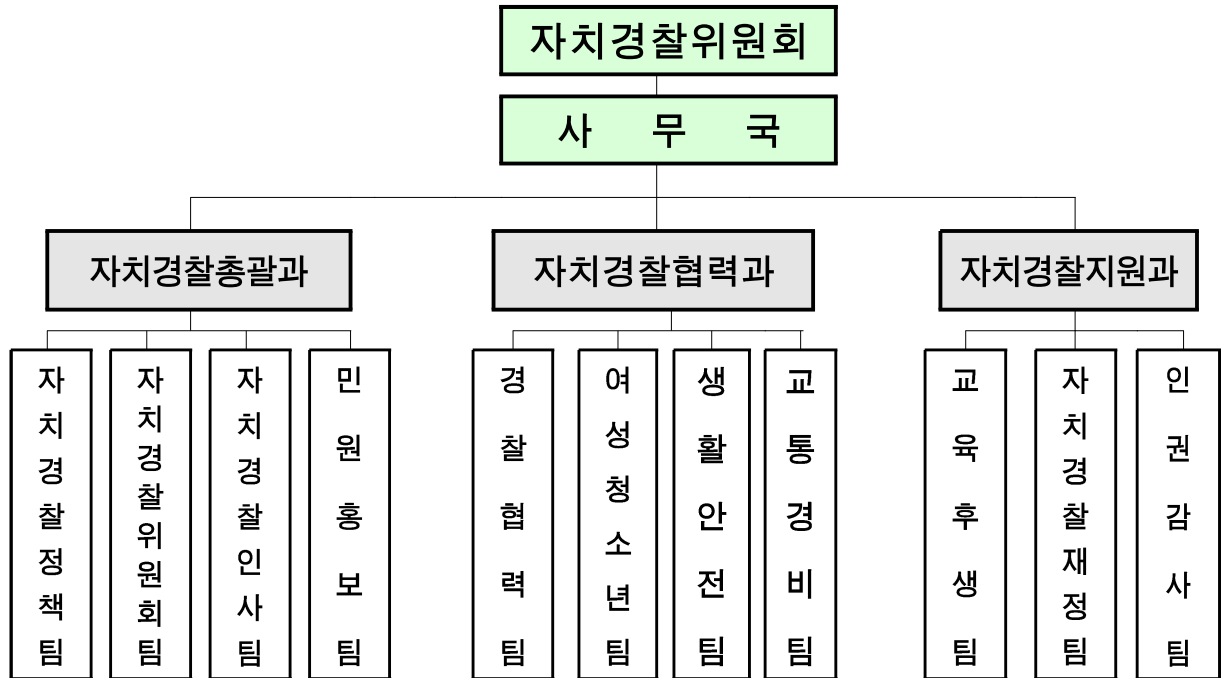 자치경찰위원회
사 무 국
자치경찰총괄과
자치경찰협력과
자치경찰지원과
자치경찰정책팀
자치경찰위원회팀
자치경찰인사팀
민원홍보팀
경찰협력팀
여성청소년팀
생활안전팀
교통경비팀
교육후생팀
자치경찰재정팀
인권감사팀